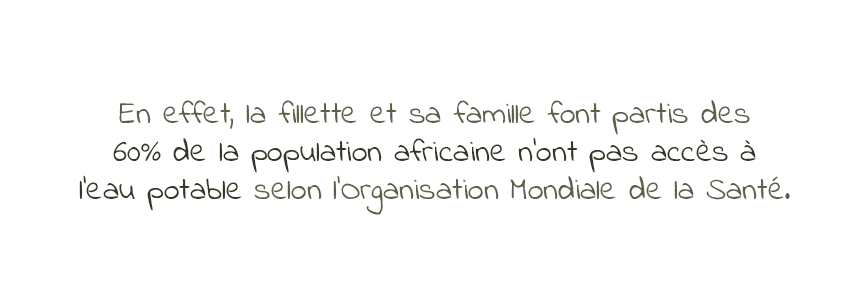 En effet, la fillette et sa famille font partis des
60% de la population africaine n'ont pas accès à
l'eau potable selon l'Organisation Mondiale de la Santé.